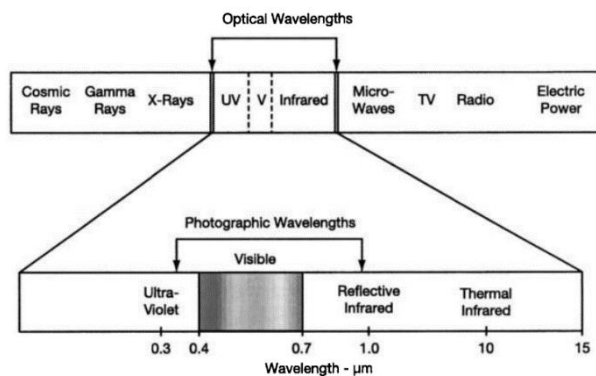 Optical Wavelengths
Cosmic Rays
Gamma Rays
X-Rays
UV
V
Infrared
Micro-Waves
TV
Radio
Electric Power
Photographic Wavelengths
Visible
Ultra-Violet
Reflective Infrared
Thermal Infrared
0.3 0.4 0.7 1.0 10 15
Wavelength - µm